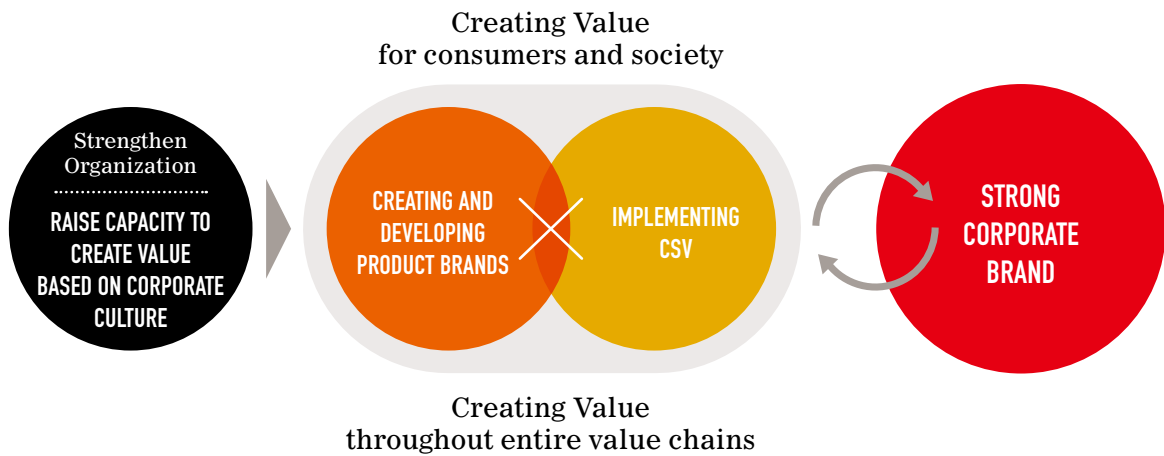 Creating Value
for consumers and society
Strengthen
Organization
RAISE CAPACITY TO
CREATE VALUE
BASED ON CORPORATE
CULTURE
CREATING AND
DEVELOPING
PRODUCT BRANDS
IMPLEMENTING
CSV
STRONG
CORPORATE
BRAND
Creating Value
throughout entire value chains